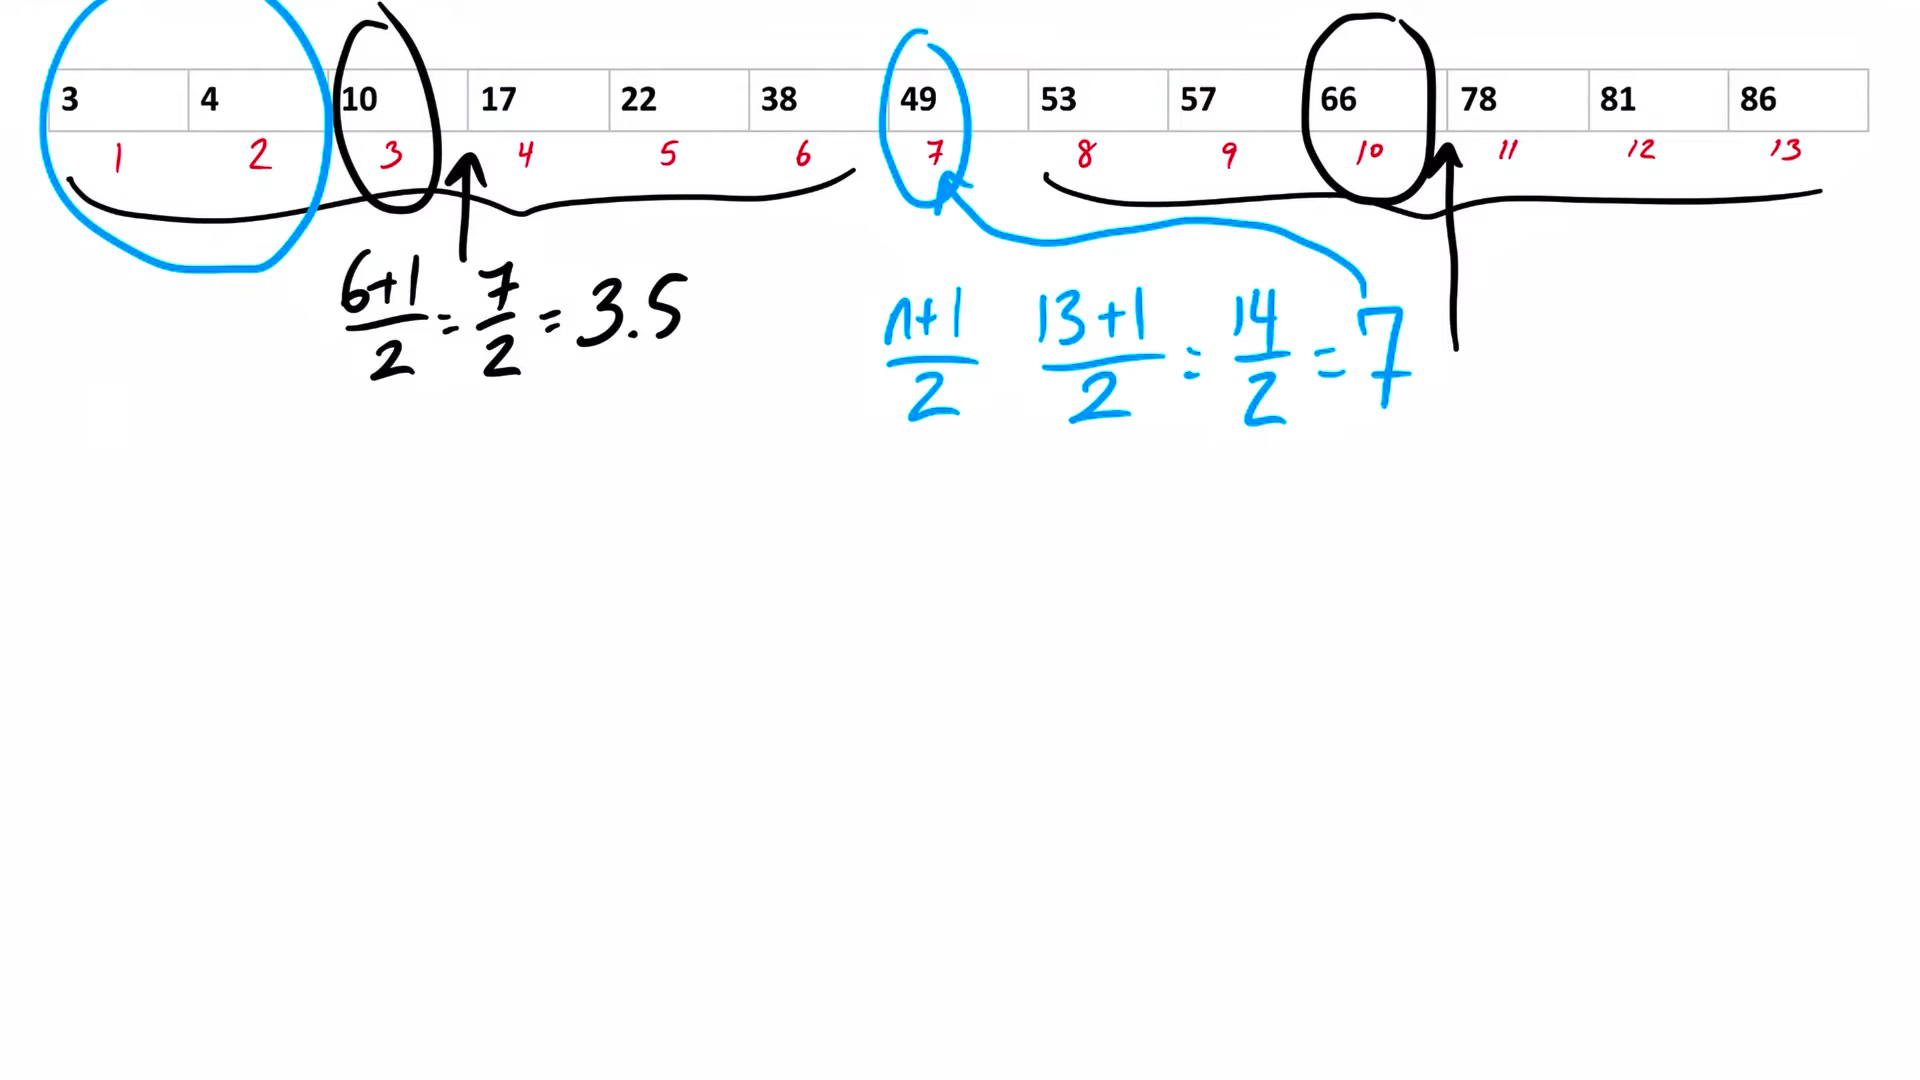 3 4 10 17 22 38 49 53 57 66 78 81 86
1 2 3 4 5 6 7 8 9 10 11 12 13
6+1/2 = 7/2 = 3.5
n+1/2 13+1/2 = 14/2 = 7